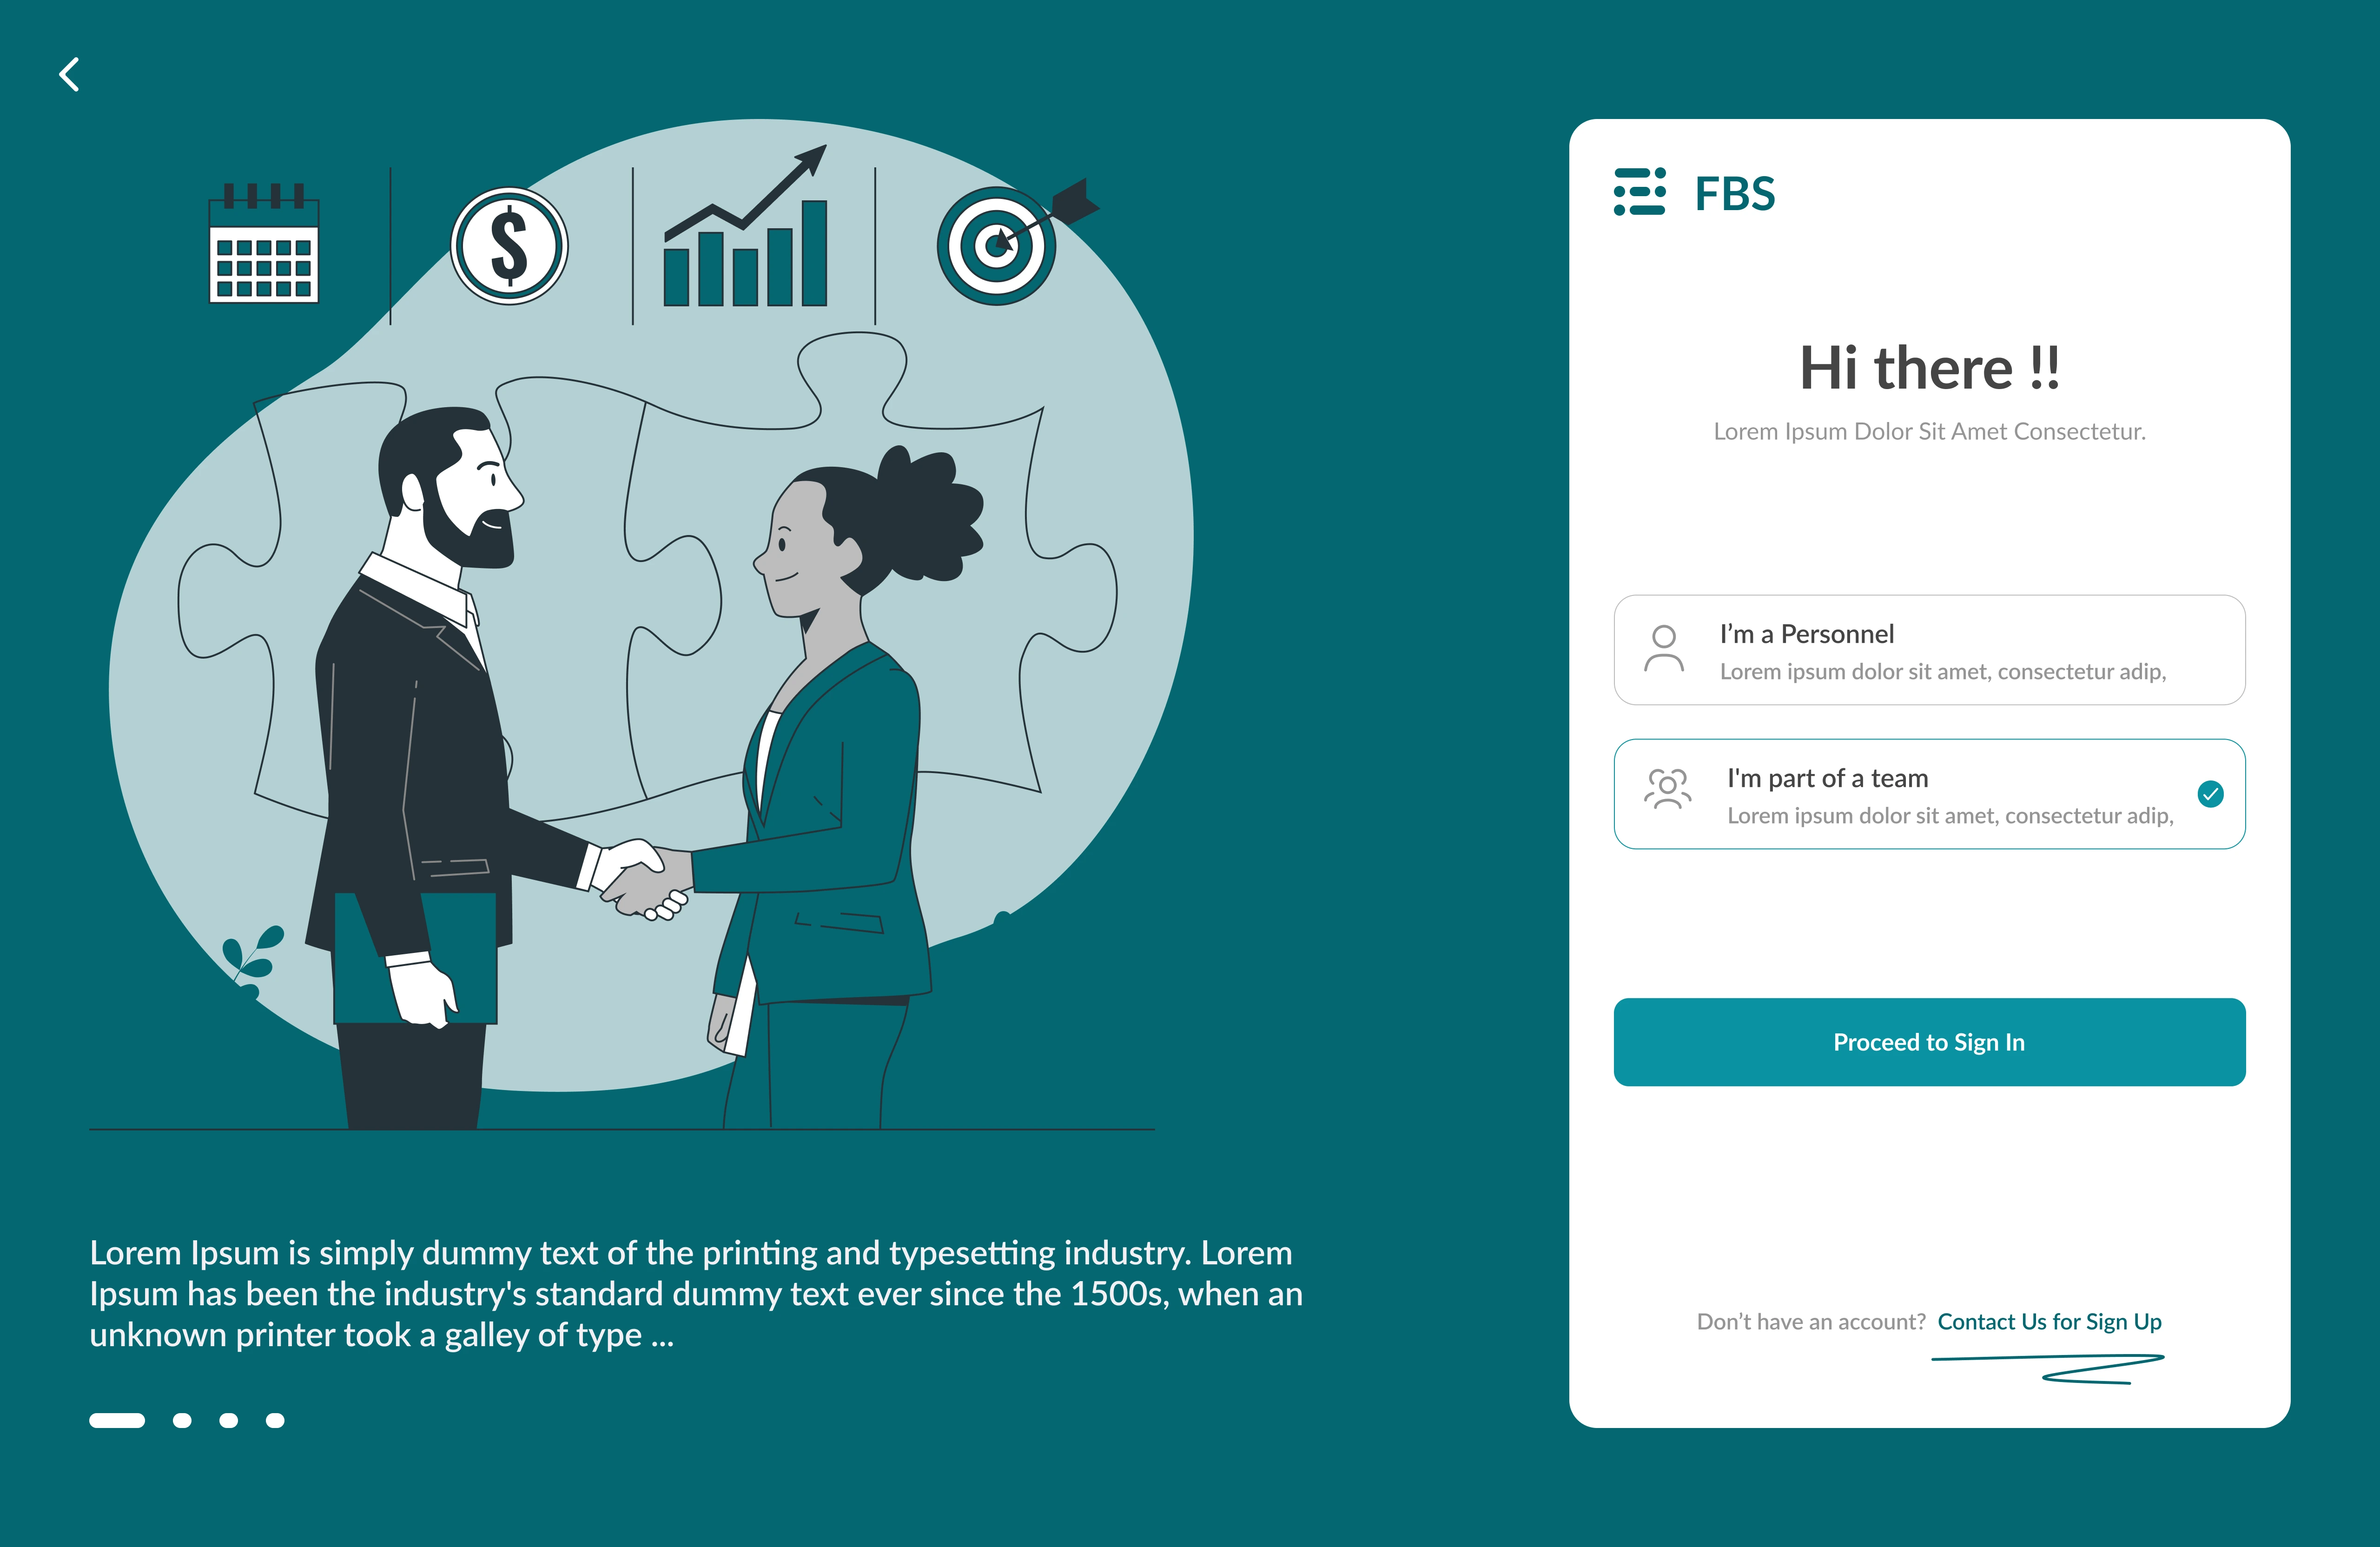 $
FBS
Hi there !!
Lorem Ipsum Dolor Sit Amet Consectetur.
I’m a Personnel
Lorem ipsum dolor sit amet, consectetur adip,
I'm part of a team
Lorem ipsum dolor sit amet, consectetur adip,
Proceed to Sign In
Don’t have an account? Contact Us for Sign Up
Lorem Ipsum is simply dummy text of the printing and typesetting industry. Lorem
Ipsum has been the industry's standard dummy text ever since the 1500s, when an
unknown printer took a galley of type ...